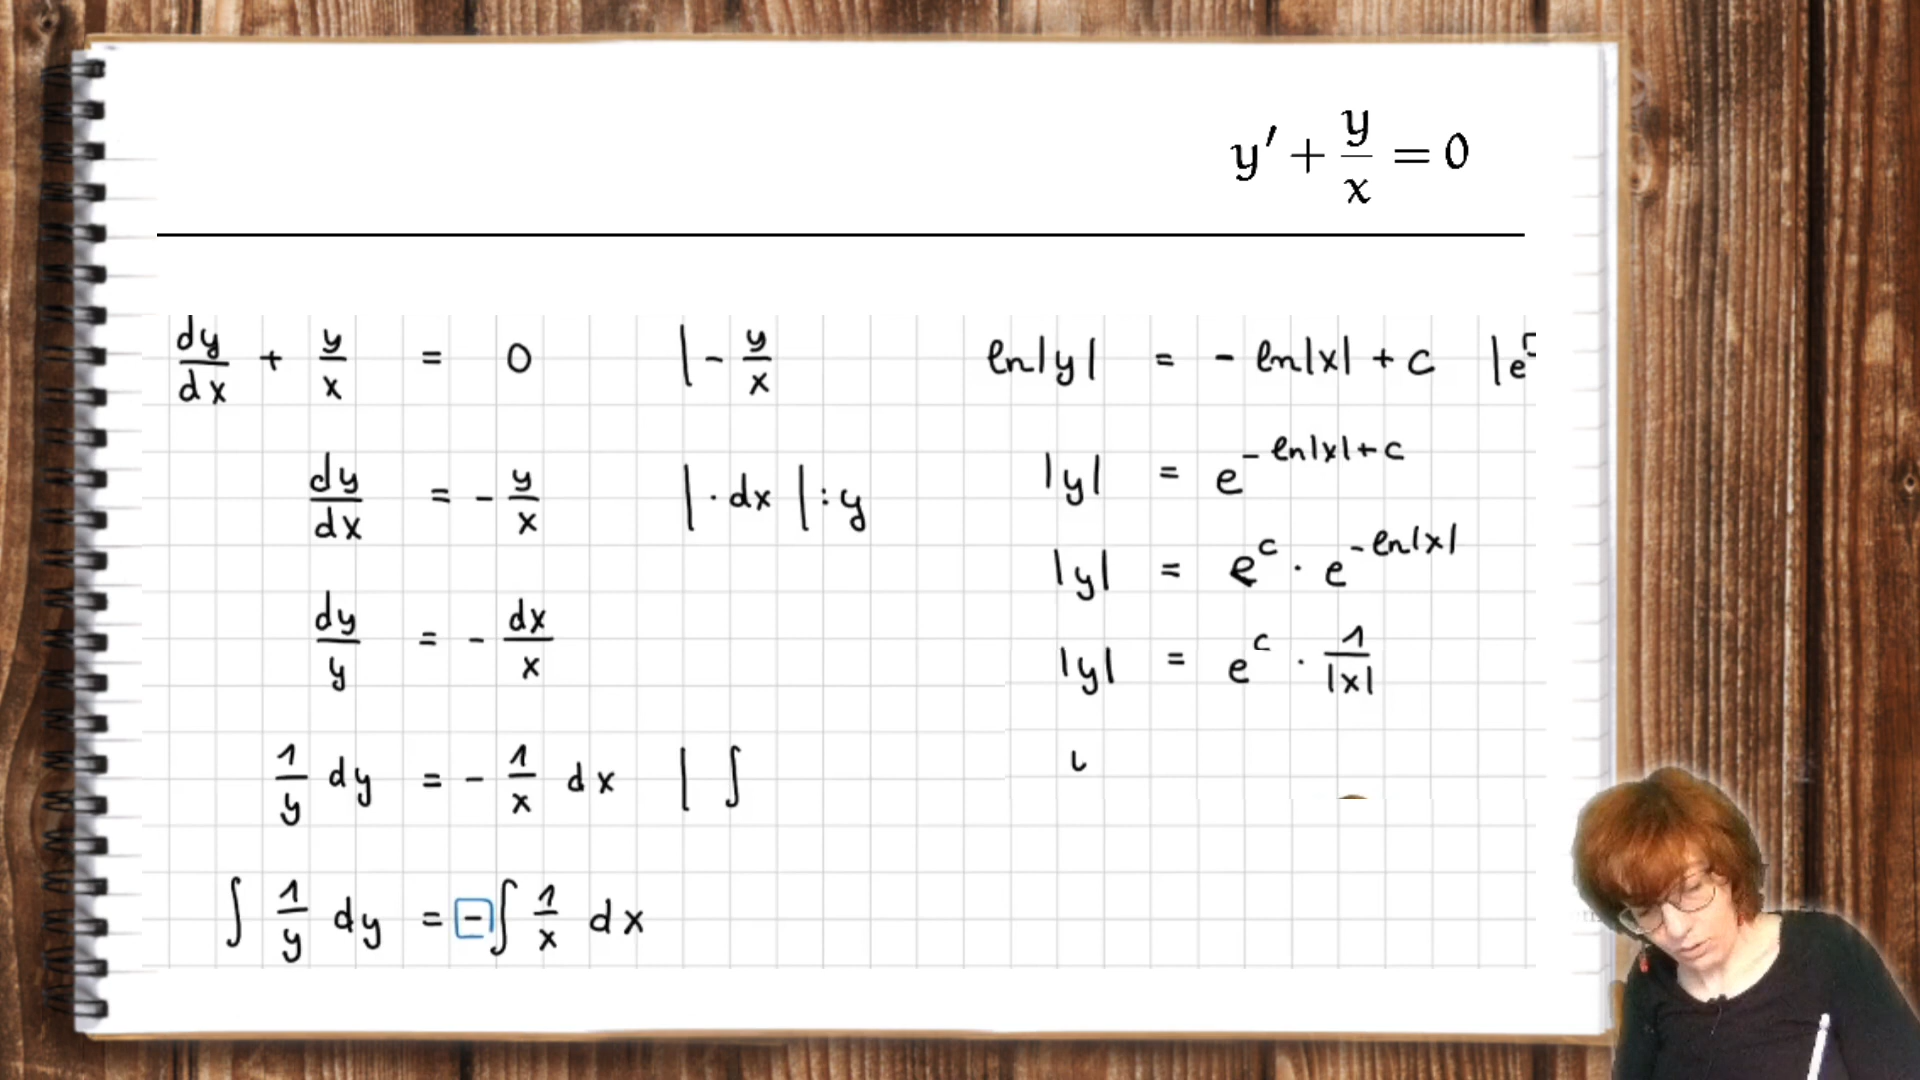 y′ + y/x = 0
dy/dx + y/x = 0 | - y/x
dy/dx = - y/x | · dx | : y
dy/y = - dx/x
1/y dy = - 1/x dx | ∫
∫ 1/y dy = - ∫ 1/x dx
ln|y| = - ln|x| + c | e
|y| = e^(- ln|x| + c)
|y| = e^c · e^(- ln|x|)
|y| = e^c · 1/|x|